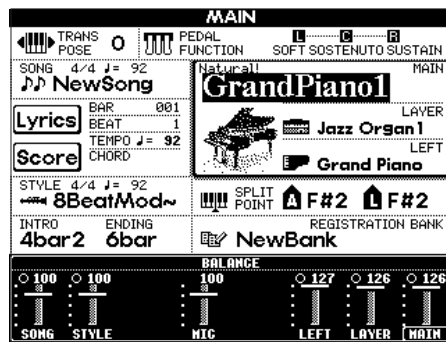 MAIN
TRANS POSE 0 PEDAL FUNCTION L C R
SOFT SOSTENUTO SUSTAIN
SONG 4/4 ♩= 92
NewSong
Natural! MAIN
GrandPiano1
Lyrics
BAR 001
BEAT 1
TEMPO ♩= 92
Score
CHORD
LAYER
Jazz Organ1
LEFT
Grand Piano
STYLE 4/4 ♩= 92
8BeatMod~
SPLIT POINT A F#2 L F#2
INTRO ENDING
4bar2 6bar
REGISTRATION BANK
NewBank
BALANCE
100 100 100 127 126 126
SONG STYLE MIC LEFT LAYER MAIN